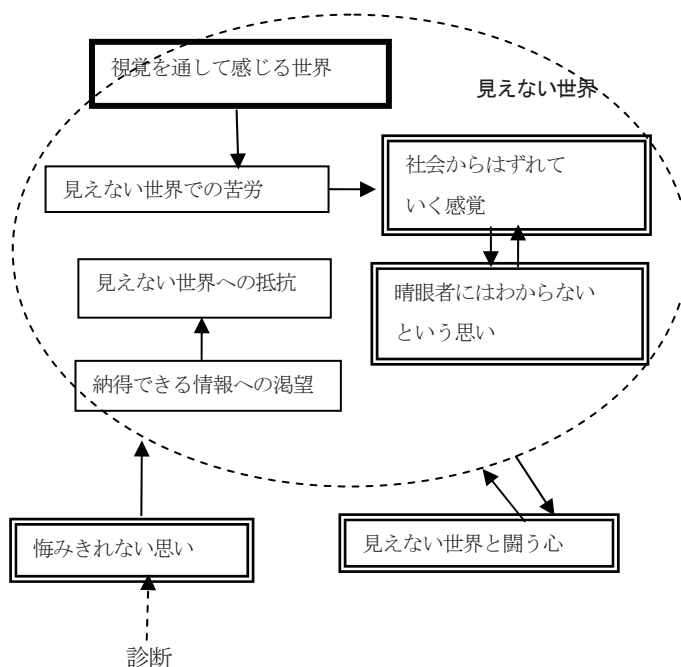 視覚を通して感じる世界
見えない世界
見えない世界での苦労
社会からはずれて
いく感覚
見えない世界への抵抗
晴眼者にはわからない
という思い
納得できる情報への渇望
悔みきれない思い
見えない世界と闘う心
診断